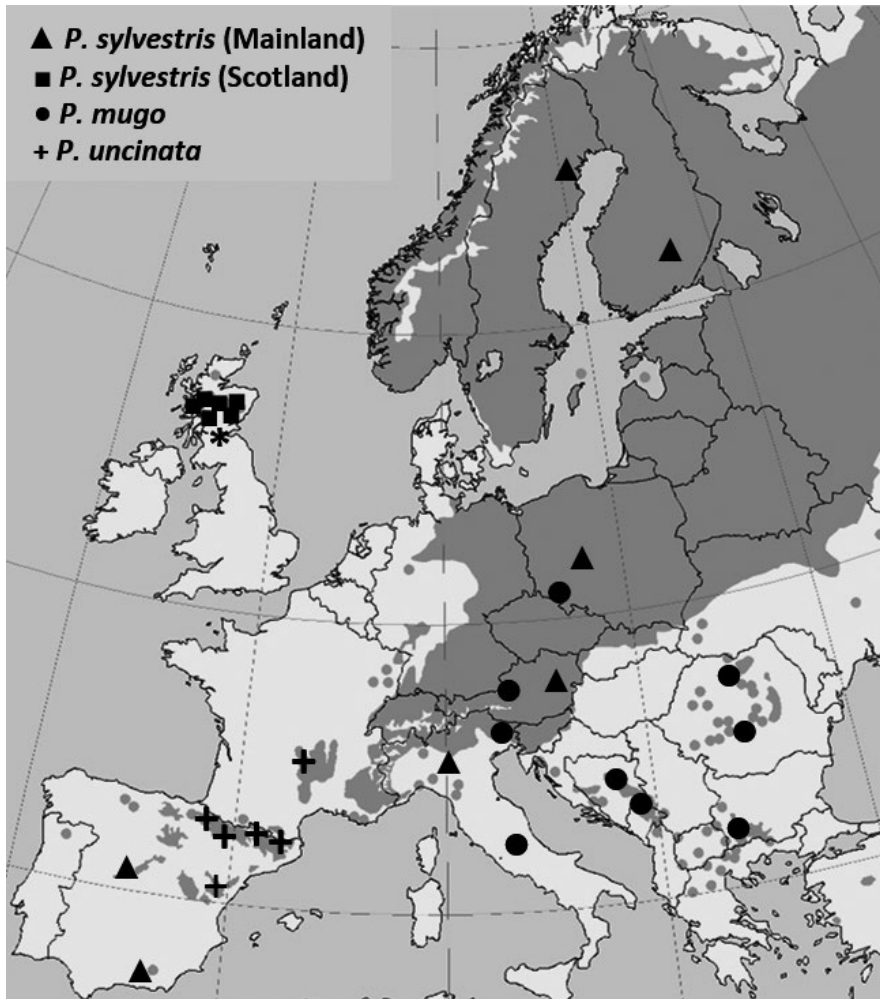 ▲ P. sylvestris (Mainland)
■ P. sylvestris (Scotland)
● P. mugo
+ P. uncinata